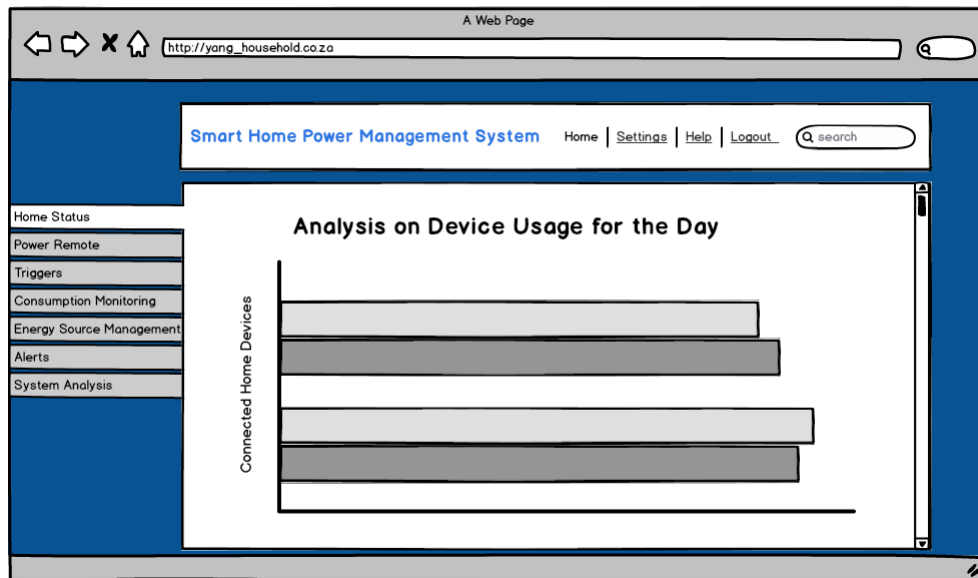 A Web Page
http://yang_household.co.za
Smart Home Power Management System
Home | Settings | Help | Logout
search
Home Status
Power Remote
Triggers
Consumption Monitoring
Energy Source Management
Alerts
System Analysis
Analysis on Device Usage for the Day
Connected Home Devices